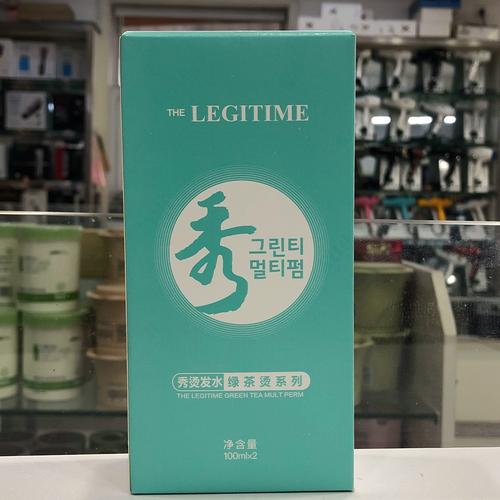 THE LEGITIME
秀
그린티
멀티펌
秀烫发水 绿茶烫系列
THE LEGITIME GREEN TEA MULT PERM
净含量
100ml×2